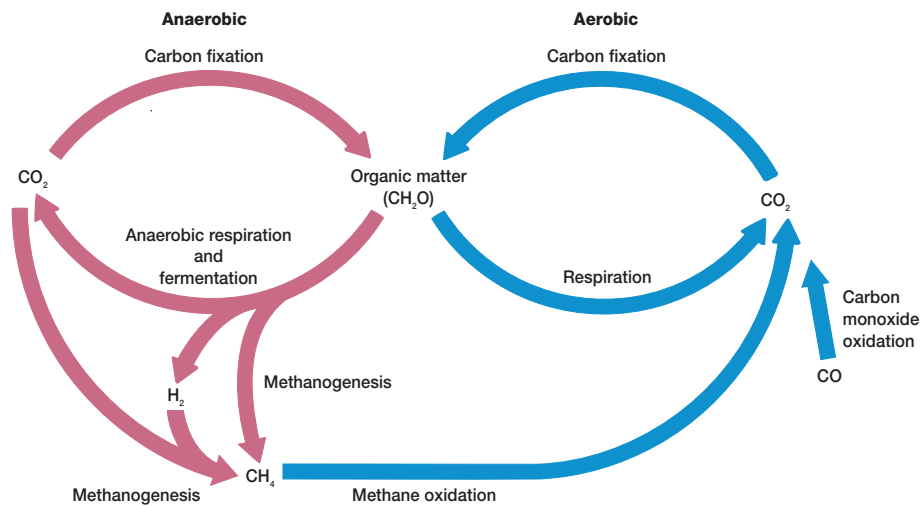 Anaerobic
Aerobic
Carbon fixation
Carbon fixation
CO₂
Organic matter
(CH₂O)
CO₂
Anaerobic respiration
and
fermentation
Respiration
Carbon
monoxide
oxidation
CO
H₂
Methanogenesis
CH₄
Methanogenesis
Methane oxidation